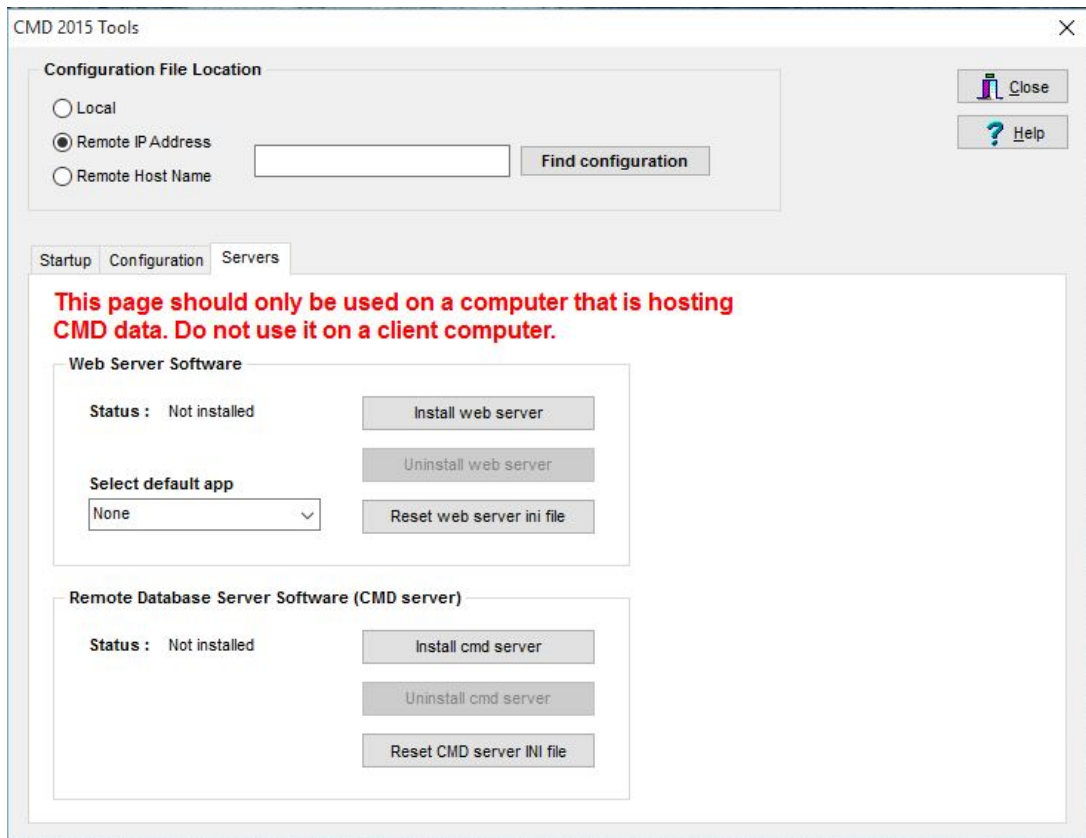 CMD 2015 Tools
Configuration File Location
Local
Remote IP Address
Remote Host Name
Find configuration
Close
Help
Startup Configuration Servers
This page should only be used on a computer that is hosting
CMD data. Do not use it on a client computer.
Web Server Software
Status : Not installed
Install web server
Uninstall web server
Select default app
None
Reset web server ini file
Remote Database Server Software (CMD server)
Status : Not installed
Install cmd server
Uninstall cmd server
Reset CMD server INI file